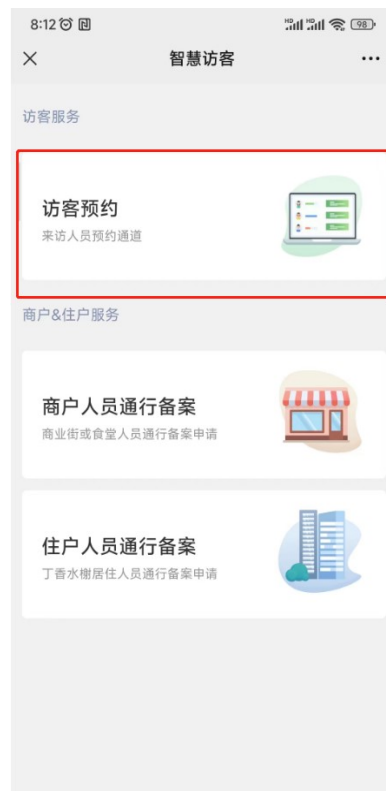 8:12
HD HD 98
智慧访客
访客服务
访客预约
来访人员预约通道
商户&住户服务
商户人员通行备案
商业街或食堂人员通行备案申请
住户人员通行备案
丁香水榭居住人员通行备案申请